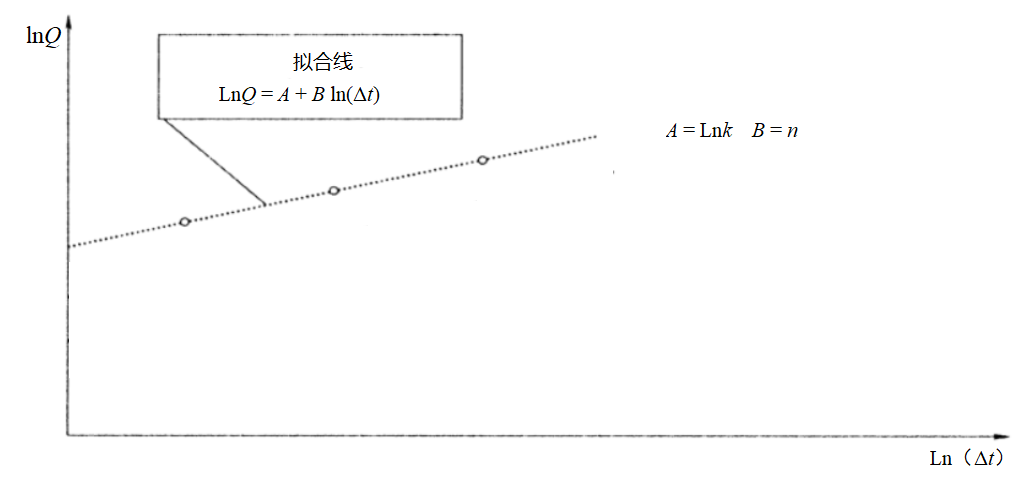 lnQ
拟合线
LnQ = A + B ln(Δt)
A = Lnk B = n
Ln（Δt）